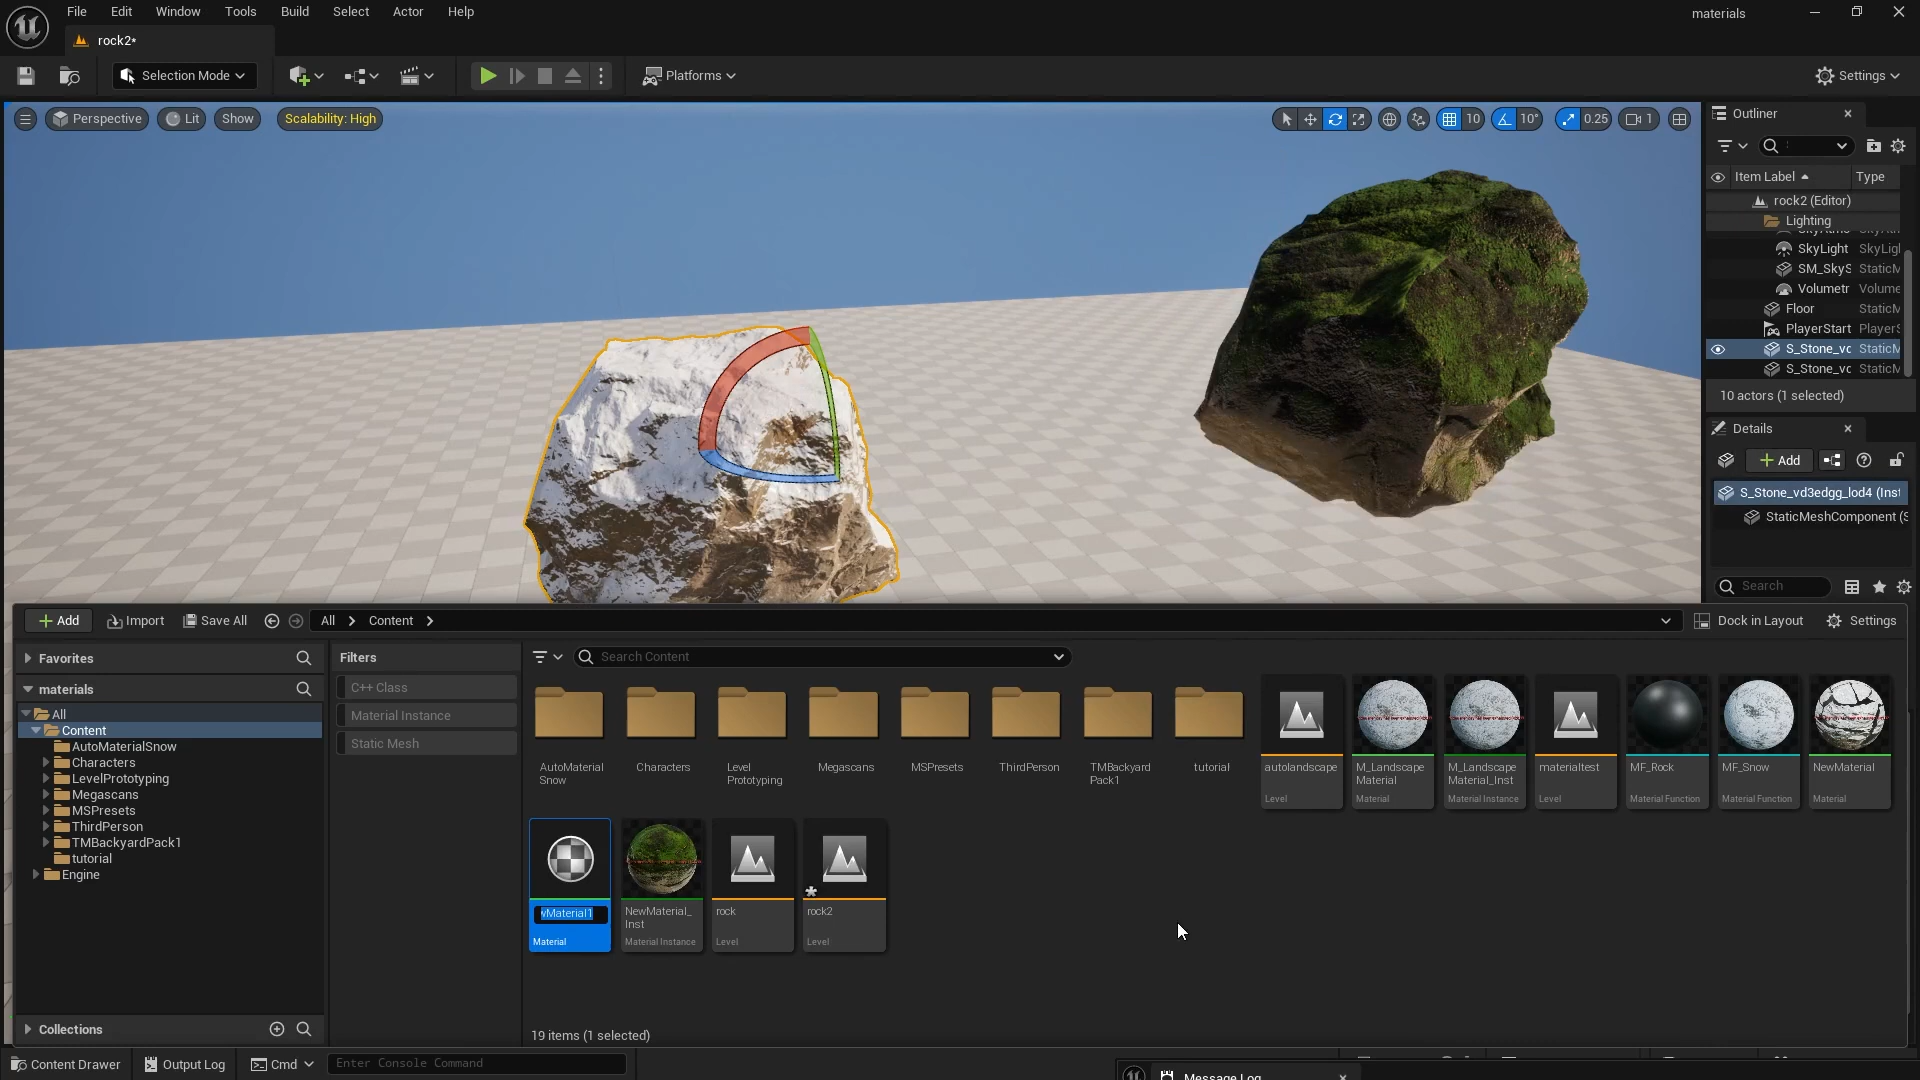 File Edit Window Tools Build Select Actor Help
materials
rock2*
Selection Mode
Platforms
Settings
Perspective Lit Show Scalability: High
10 10° 0.25 1
Outliner
Item Label Type
rock2 (Editor)
Lighting
SkyLight SkyLigl
SM_SkyS StaticM
Volumetr Volume
Floor StaticM
PlayerStart PlayerS
S_Stone_vc StaticM
S_Stone_vc StaticM
10 actors (1 selected)
Details
Add
S_Stone_vd3edgg_lod4 (Inst
StaticMeshComponent (S
Search
Add Import Save All All Content Dock in Layout Settings
Favorites
materials
All
Content
AutoMaterialSnow
Characters
LevelPrototyping
Megascans
MSPresets
ThirdPerson
TMBackyardPack1
tutorial
Engine
Collections
Filters
C++ Class
Material Instance
Static Mesh
Search Content
AutoMaterial
Snow
Characters
Level
Prototyping
Megascans
MSPresets
ThirdPerson
TMBackyard
Pack1
tutorial
autolandscape
Level
M_Landscape
Material
Material
M_Landscape
Material_Inst
Material Instance
materialtest
Level
MF_Rock
Material Function
MF_Snow
Material Function
NewMaterial
Material
wMaterial1
Material
NewMaterial_
Inst
Material Instance
rock
Level
rock2
Level
19 items (1 selected)
Content Drawer Output Log Cmd Enter Console Command
Message Log